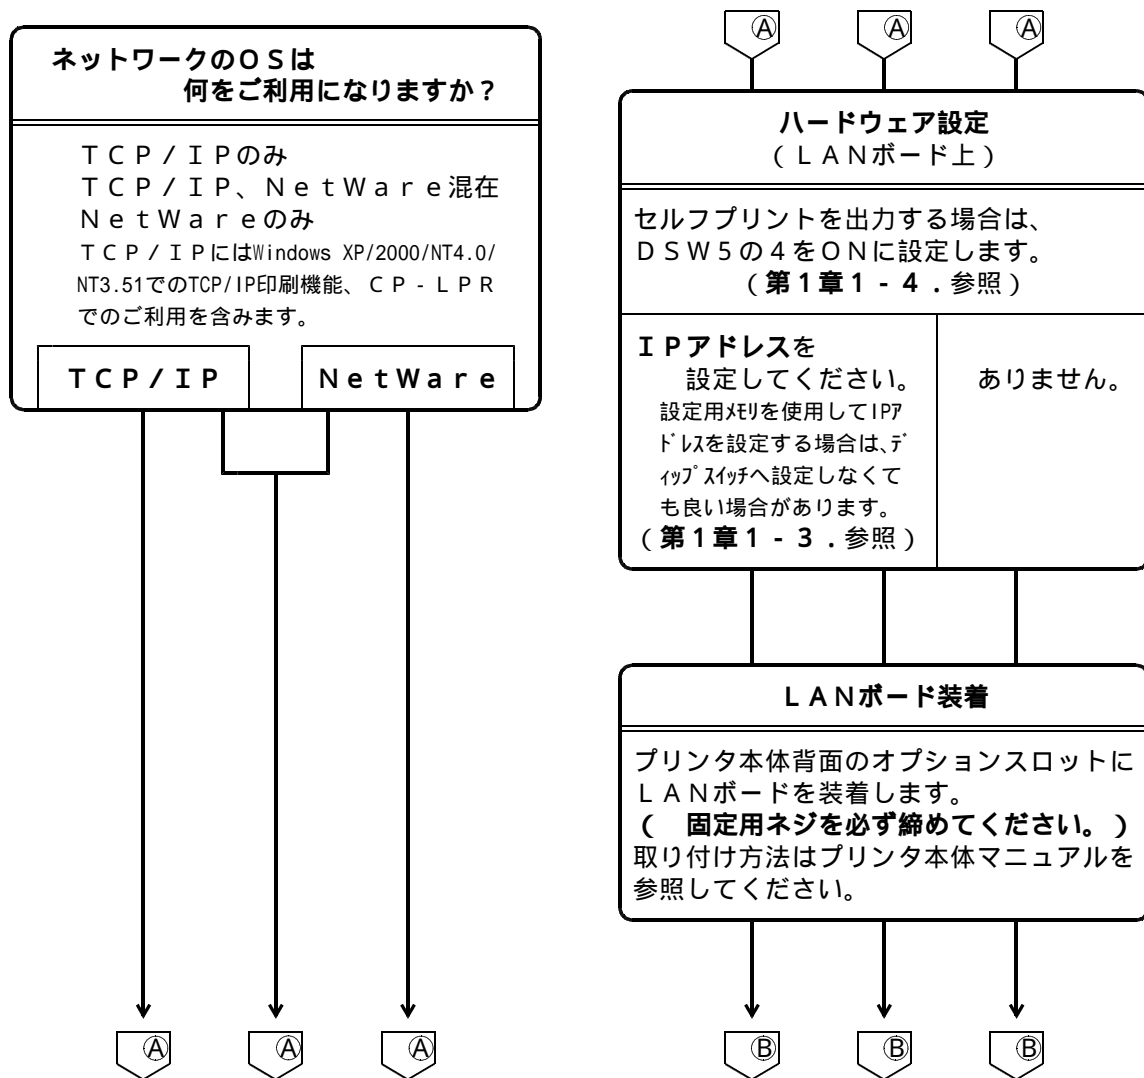 ネットワークのＯＳは
何をご利用になりますか？
ＴＣＰ/ＩＰのみ
ＴＣＰ/ＩＰ、ＮｅｔＷａｒｅ混在
ＮｅｔＷａｒｅのみ
ＴＣＰ/ＩＰにはWindows XP/2000/NT4.0/
NT3.51でのTCP/IP印刷機能、ＣＰ-ＬＰＲ
でのご利用を含みます。
ＴＣＰ/ＩＰ
ＮｅｔＷａｒｅ
Ⓐ Ⓐ Ⓐ
Ⓐ Ⓐ Ⓐ
ハードウェア設定
（ＬＡＮボード上）
セルフプリントを出力する場合は、
ＤＳＷ５の４をＯＮに設定します。
（第１章１-４．参照）
ＩＰアドレスを
設定してください。
設定用ﾒﾓﾘを使用してIPｱ
ﾄﾞﾚｽを設定する場合は、ﾃﾞ
ｨｯﾌﾟｽｲｯﾁへ設定しなくて
も良い場合があります。
（第１章１-３．参照）
ありません。
ＬＡＮボード装着
プリンタ本体背面のオプションスロットに
ＬＡＮボードを装着します。
（　固定用ネジを必ず締めてください。）
取り付け方法はプリンタ本体マニュアルを
参照してください。
Ⓑ Ⓑ Ⓑ